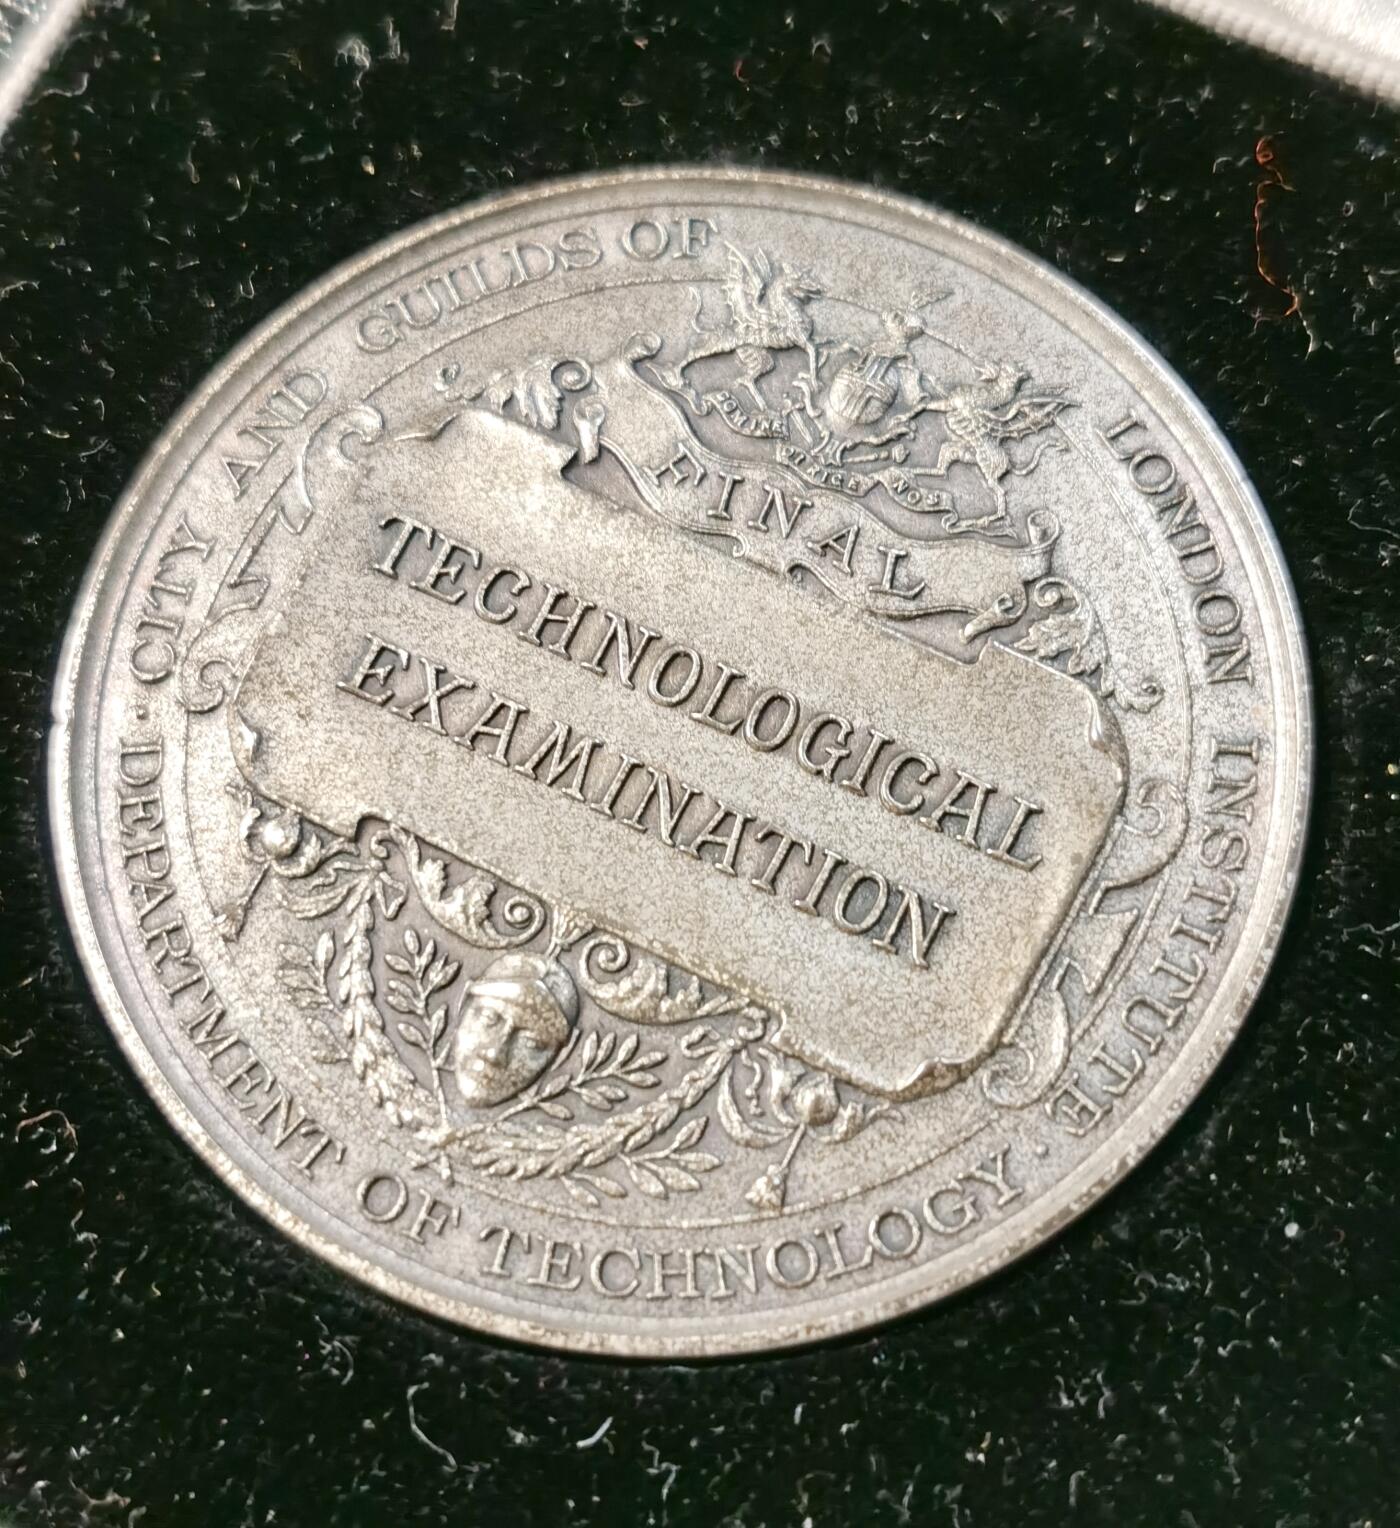 CITY AND GUILDS OF LONDON INSTITUTE
FINAL
TECHNOLOGICAL
EXAMINATION
· DEPARTMENT OF TECHNOLOGY ·